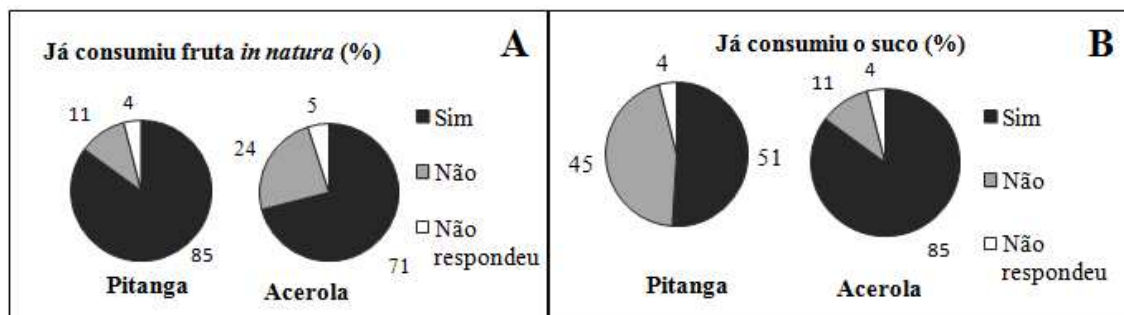 Já consumiu fruta in natura (%)
A
11
4
24
5
85
71
Pitanga
Acerola
Sim
Não
Não
respondeu
Já consumiu o suco (%)
B
4
45
51
11
4
85
Pitanga
Acerola
Sim
Não
Não
respondeu